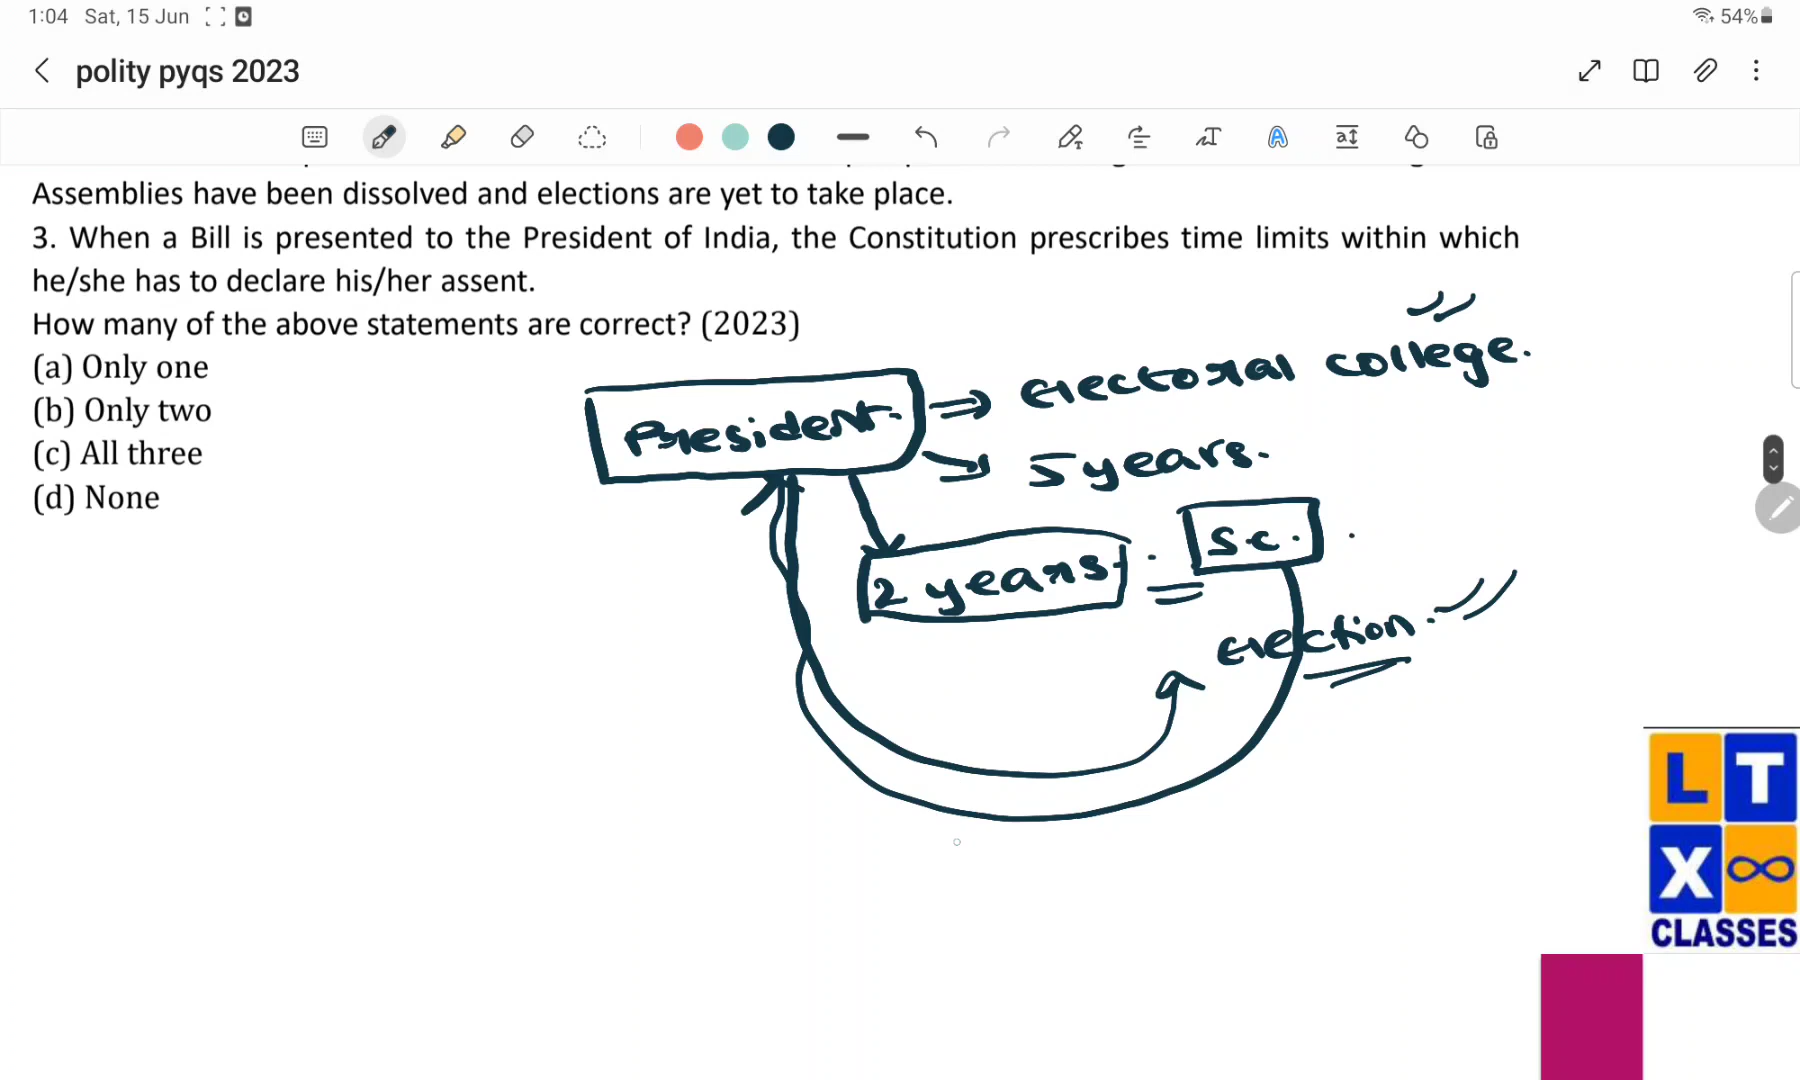 1:04 Sat, 15 Jun
54%
polity pyqs 2023
Assemblies have been dissolved and elections are yet to take place.
3. When a Bill is presented to the President of India, the Constitution prescribes time limits within which
he/she has to declare his/her assent.
How many of the above statements are correct? (2023)
(a) Only one
(b) Only two
(c) All three
(d) None
President.
Electoral college.
5 years.
2 years.
S.C.
Election.
L T
X ∞
CLASSES